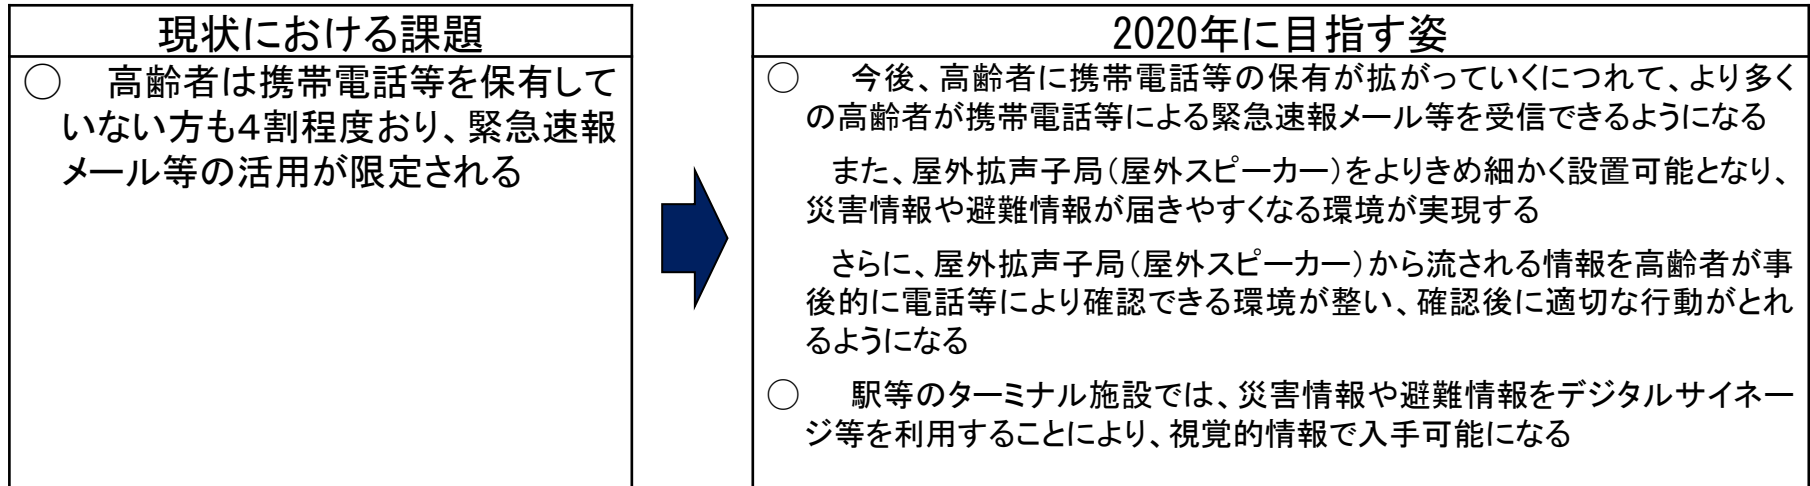 現状における課題
○　高齢者は携帯電話等を保有して
いない方も４割程度おり、緊急速報
メール等の活用が限定される
2020年に目指す姿
○　今後、高齢者に携帯電話等の保有が拡がっていくにつれて、より多く
の高齢者が携帯電話等による緊急速報メール等を受信できるようになる
また、屋外拡声子局（屋外スピーカー）をよりきめ細かく設置可能となり、
災害情報や避難情報が届きやすくなる環境が実現する
さらに、屋外拡声子局（屋外スピーカー）から流される情報を高齢者が事
後的に電話等により確認できる環境が整い、確認後に適切な行動がとれ
るようになる
○　駅等のターミナル施設では、災害情報や避難情報をデジタルサイネー
ジ等を利用することにより、視覚的情報で入手可能になる